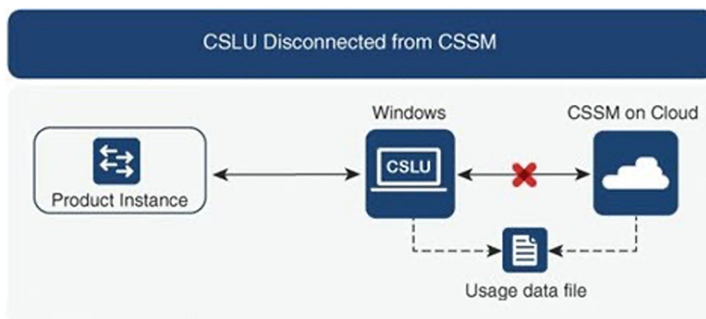 CSLU Disconnected from CSSM
Windows
CSSM on Cloud
CSLU
Product Instance
Usage data file